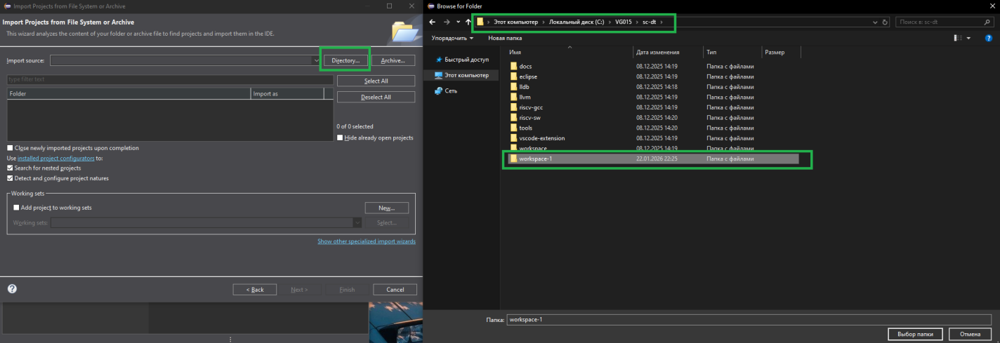 Import Projects from File System or Archive
Import Projects from File System or Archive
This wizard analyzes the content of your folder or archive file to find projects and import them in the IDE.
Import source:
Directory...
Archive...
type filter text
Select All
Folder
Import as
Deselect All
0 of 0 selected
Hide already open projects
Close newly imported projects upon completion
Use installed project configurators to:
Search for nested projects
Detect and configure project natures
Working sets
Add project to working sets
New...
Working sets:
Select...
Show other specialized import wizards
?
< Back
Next >
Finish
Cancel
Browse for Folder
Этот компьютер > Локальный диск (C:) > VG015 > sc-dt >
Поиск в: sc-dt
Упорядочить
Новая папка
Быстрый доступ
Этот компьютер
Сеть
Имя Дата изменения Тип Размер
docs 08.12.2025 14:19 Папка с файлами
eclipse 08.12.2025 14:19 Папка с файлами
lldb 08.12.2025 14:18 Папка с файлами
llvm 08.12.2025 14:19 Папка с файлами
riscv-gcc 08.12.2025 14:19 Папка с файлами
riscv-sw 08.12.2025 14:20 Папка с файлами
tools 08.12.2025 14:20 Папка с файлами
vscode-extension 08.12.2025 14:19 Папка с файлами
workspace 08.12.2025 14:19 Папка с файлами
workspace-1 22.01.2026 22:25 Папка с файлами
Папка: workspace-1
Выбор папки
Отмена